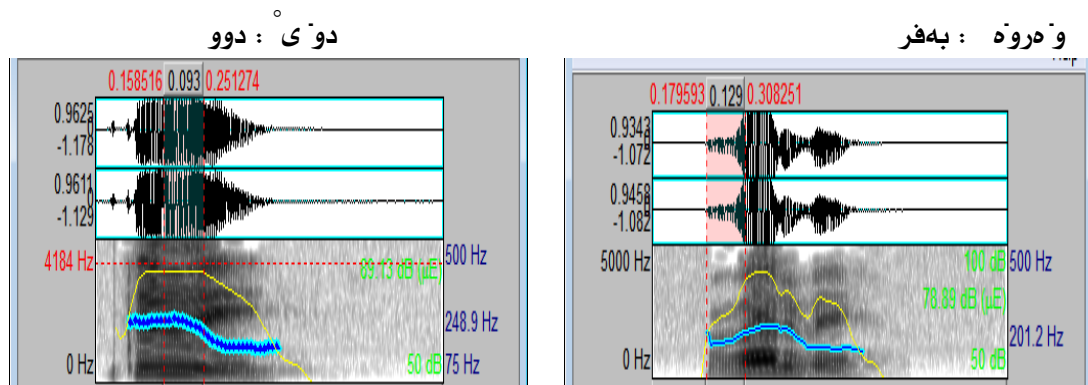 وٚەروٚە : بەفر
دوٚیْ : دوو
0.158516 0.093 0.251274
0.9625
-1.178
0.9611
-1.129
4184 Hz
0 Hz
500 Hz
89.13 dB (µE)
248.9 Hz
50 dB
75 Hz
0.179593 0.129 0.308251
0.9343
-1.072
0.9458
-1.082
5000 Hz
0 Hz
100 dB
500 Hz
78.89 dB (µE)
201.2 Hz
50 dB